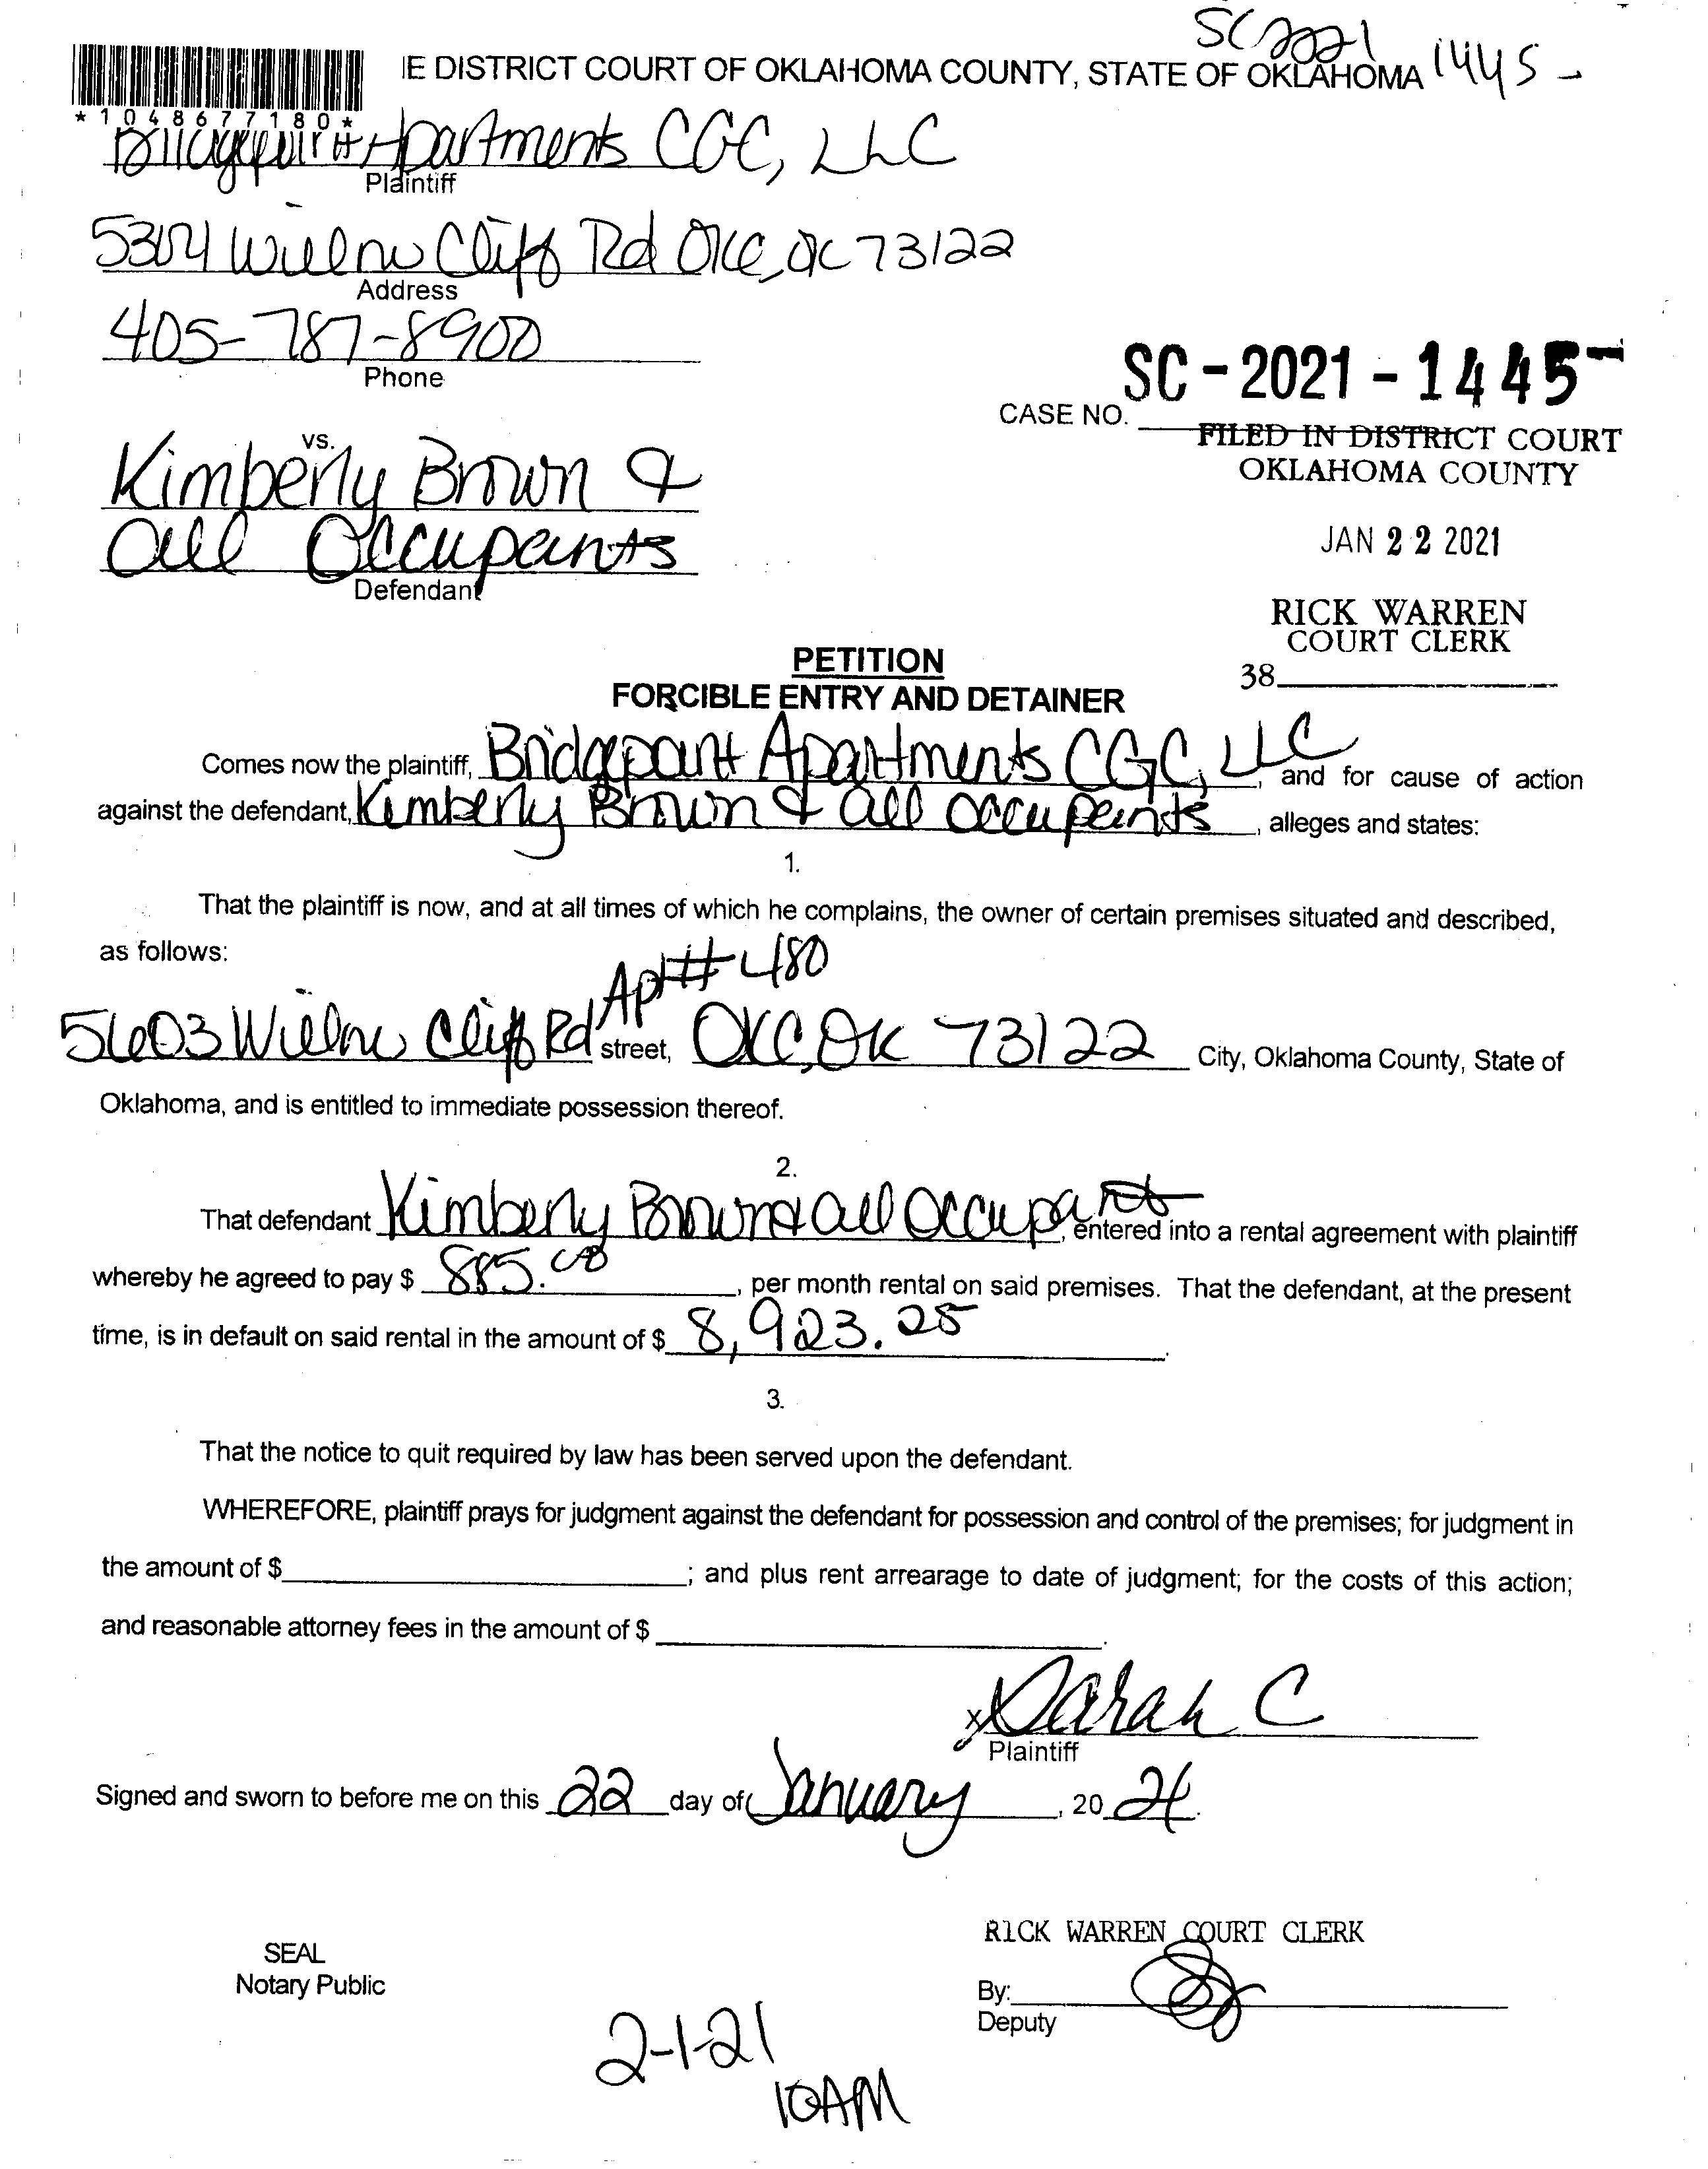 SC2021 1445-
IE DISTRICT COURT OF OKLAHOMA COUNTY, STATE OF OKLAHOMA
*1048677180*
Apartments CGC, LLC
Plaintiff
Cliff Rd OKC, OK 73122
Address
405-787-8900
Phone
SC-2021-1445-
CASE NO.
FILED IN DISTRICT COURT
OKLAHOMA COUNTY
vs.
Kimberly Brown &
all Occupants
Defendant
JAN 22 2021
RICK WARREN
COURT CLERK
38
PETITION
FORCIBLE ENTRY AND DETAINER
Comes now the plaintiff, Bridgepoint Apartments CGC, LLC, and for cause of action
against the defendant, Kimberly Brown & all occupants, alleges and states:
1.
That the plaintiff is now, and at all times of which he complains, the owner of certain premises situated and described,
as follows:
Apt# 480
5603 Willow Cliff Rd street, OKC, OK 73122 City, Oklahoma County, State of
Oklahoma, and is entitled to immediate possession thereof.
2.
That defendant Kimberly Brown & all occupants, entered into a rental agreement with plaintiff
whereby he agreed to pay $ 885.00, per month rental on said premises. That the defendant, at the present
time, is in default on said rental in the amount of $ 8,923.25.
3.
That the notice to quit required by law has been served upon the defendant.
WHEREFORE, plaintiff prays for judgment against the defendant for possession and control of the premises; for judgment in
the amount of $ ; and plus rent arrearage to date of judgment; for the costs of this action;
and reasonable attorney fees in the amount of $ .
x Sarah C
Plaintiff
Signed and sworn to before me on this 22 day of January, 20 21.
RICK WARREN COURT CLERK
SEAL
Notary Public
By:
Deputy
2-1-21
10AM